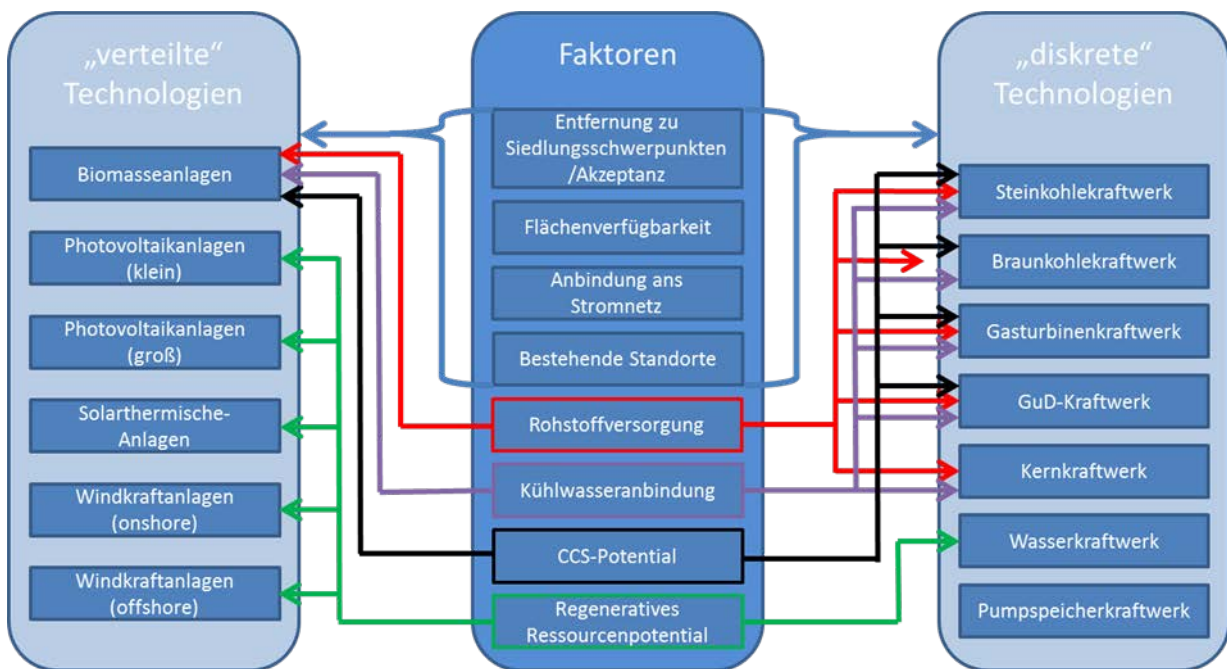 „verteilte“
Technologien
Biomasseanlagen
Photovoltaikanlagen
(klein)
Photovoltaikanlagen
(groß)
Solarthermische-
Anlagen
Windkraftanlagen
(onshore)
Windkraftanlagen
(offshore)
Faktoren
Entfernung zu
Siedlungsschwerpunkten
/Akzeptanz
Flächenverfügbarkeit
Anbindung ans
Stromnetz
Bestehende Standorte
Rohstoffversorgung
Kühlwasseranbindung
CCS-Potential
Regeneratives
Ressourcenpotential
„diskrete“
Technologien
Steinkohlekraftwerk
Braunkohlekraftwerk
Gasturbinenkraftwerk
GuD-Kraftwerk
Kernkraftwerk
Wasserkraftwerk
Pumpspeicherkraftwerk